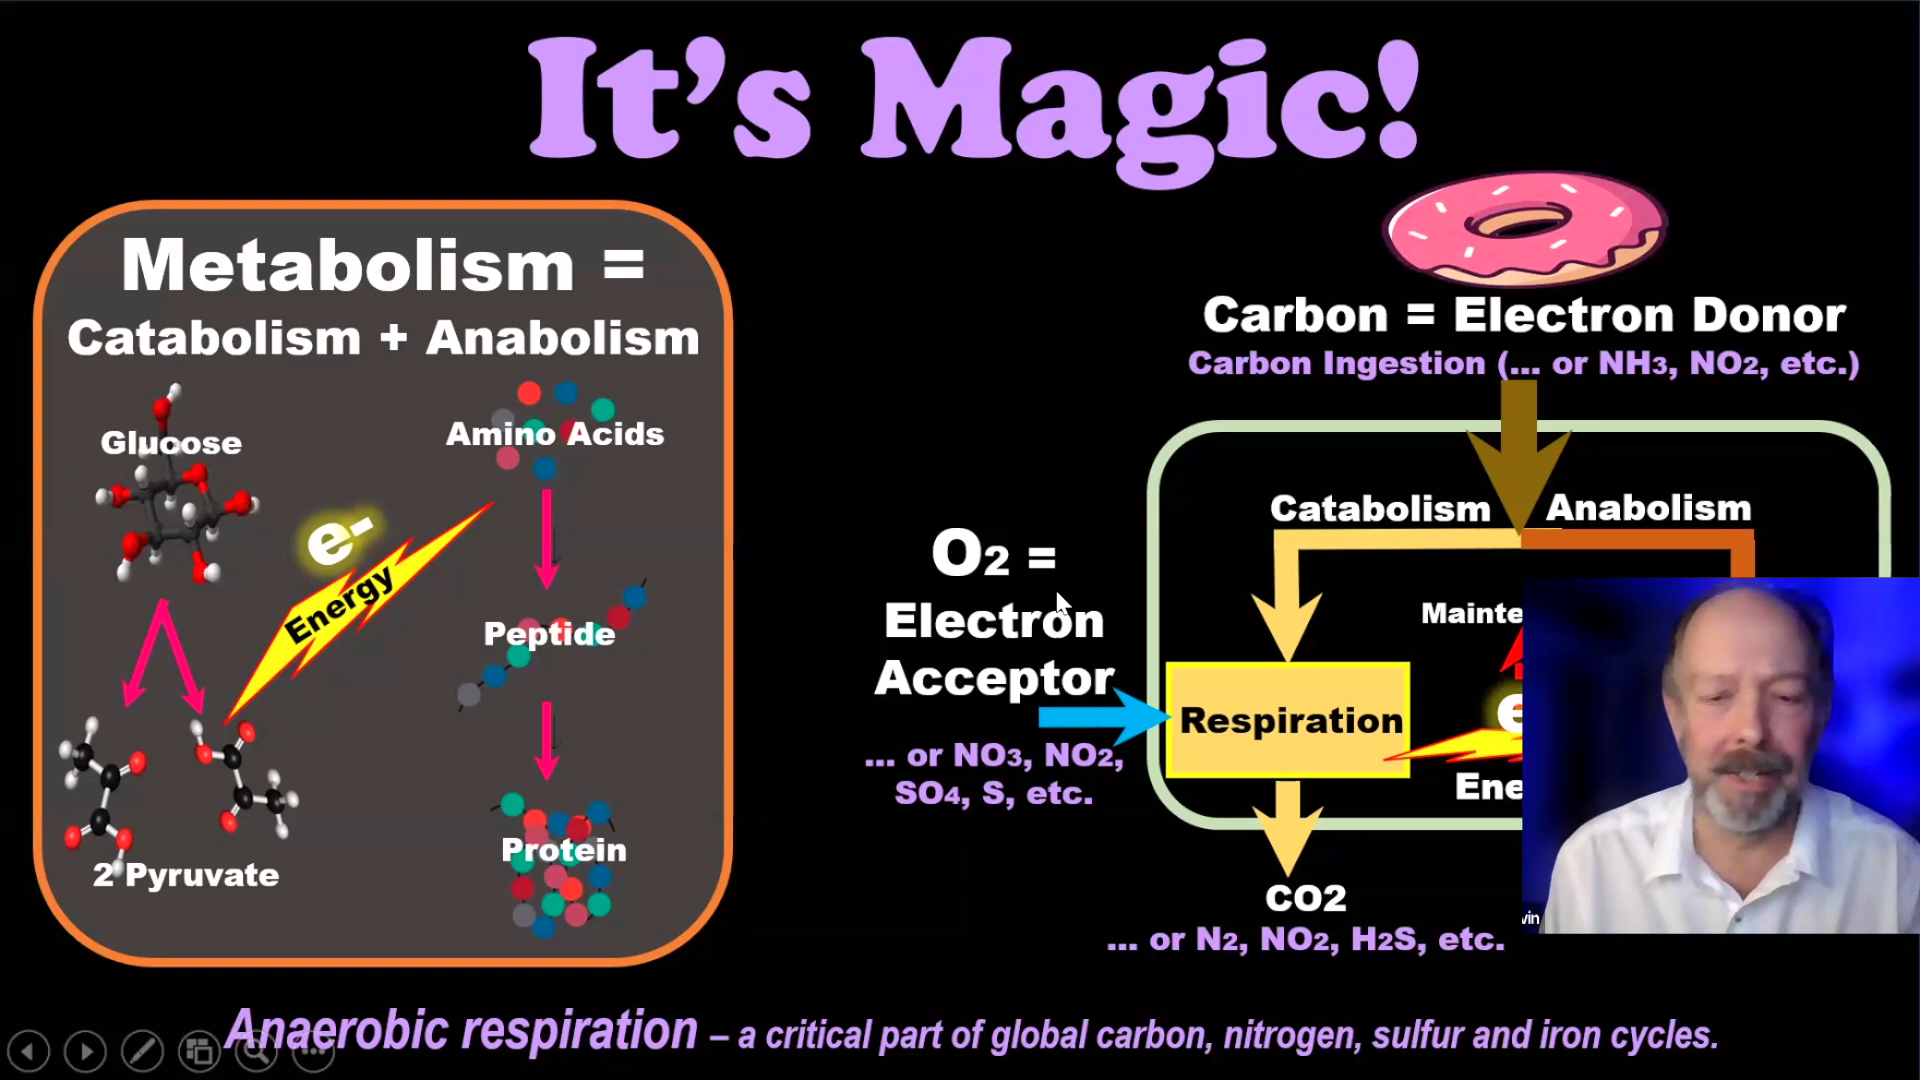 It's Magic!
Metabolism =
Catabolism + Anabolism
Glucose
Amino Acids
e-
Energy
Peptide
2 Pyruvate
Protein
Carbon = Electron Donor
Carbon Ingestion (... or NH3, NO2, etc.)
Catabolism
Anabolism
O2 =
Electron
Acceptor
... or NO3, NO2,
SO4, S, etc.
Respiration
CO2
... or N2, NO2, H2S, etc.
Anaerobic respiration – a critical part of global carbon, nitrogen, sulfur and iron cycles.